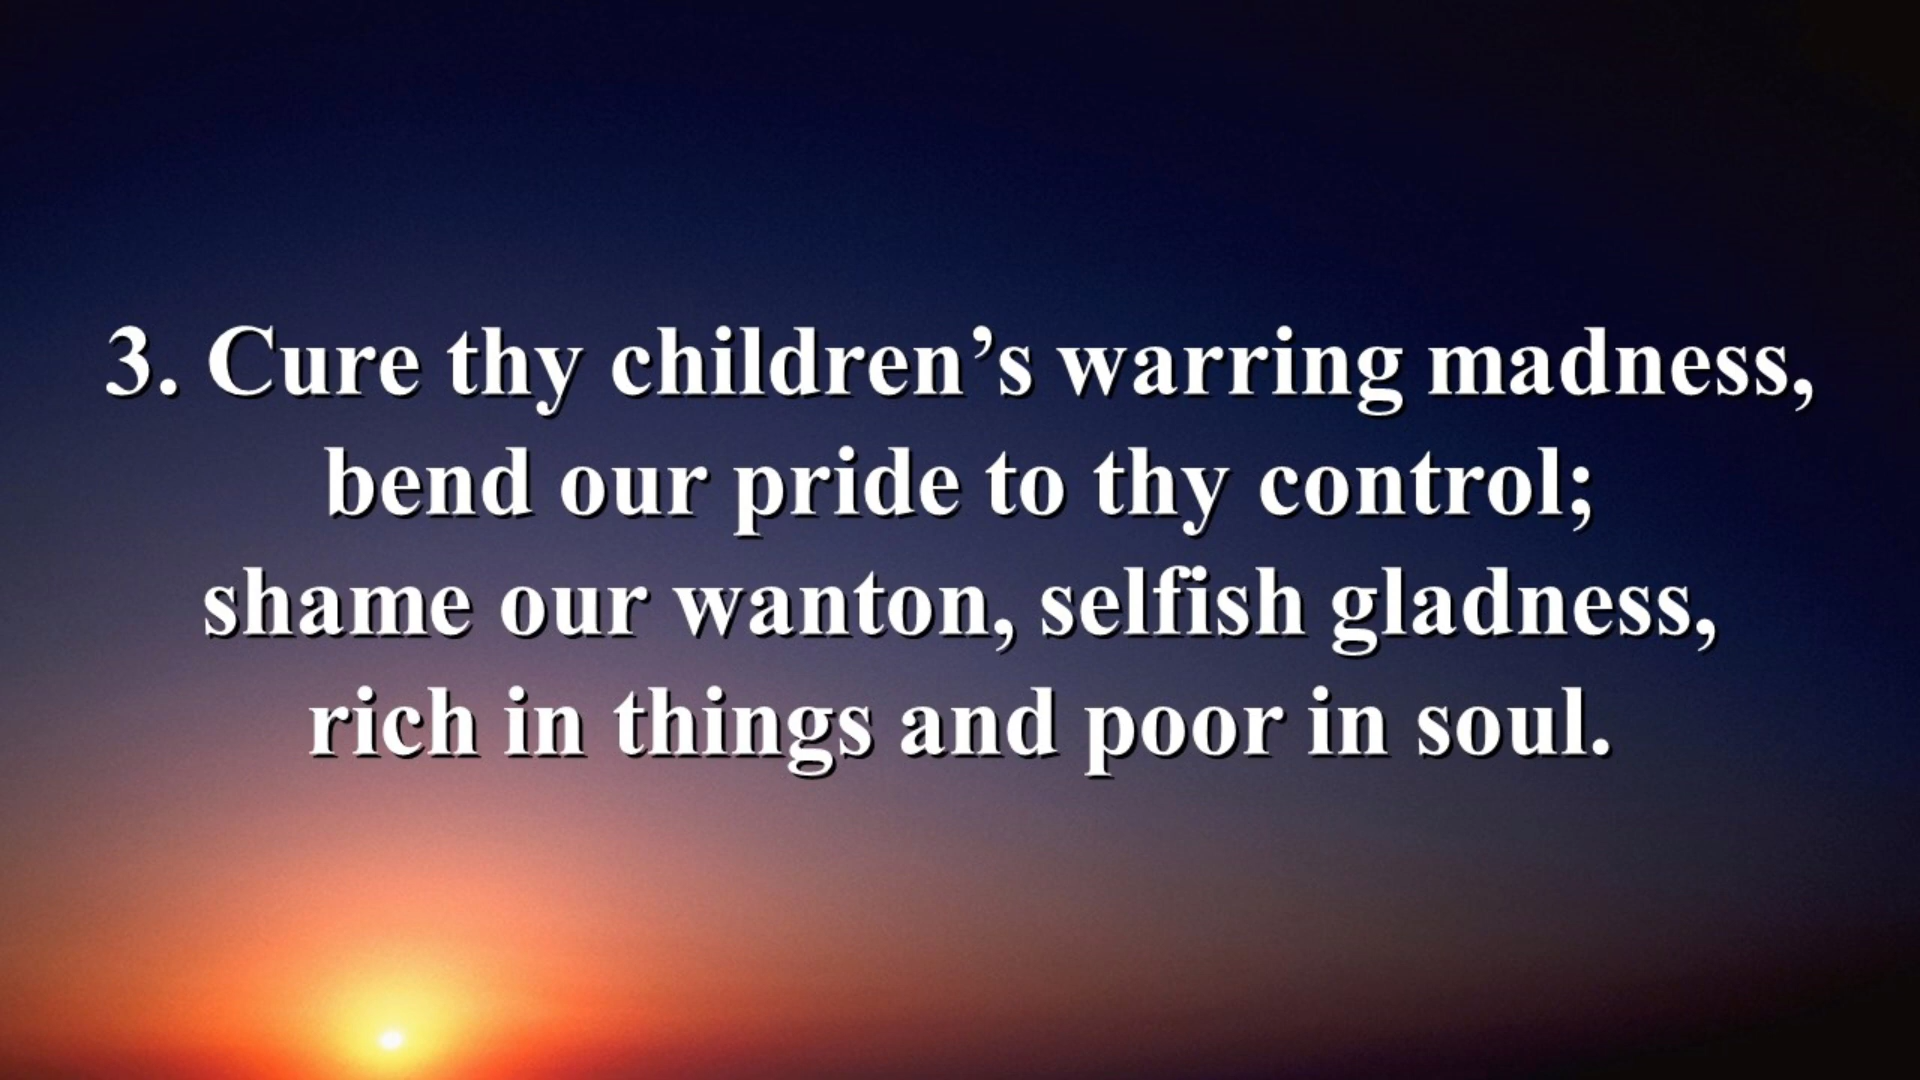 3. Cure thy children’s warring madness,
bend our pride to thy control;
shame our wanton, selfish gladness,
rich in things and poor in soul.